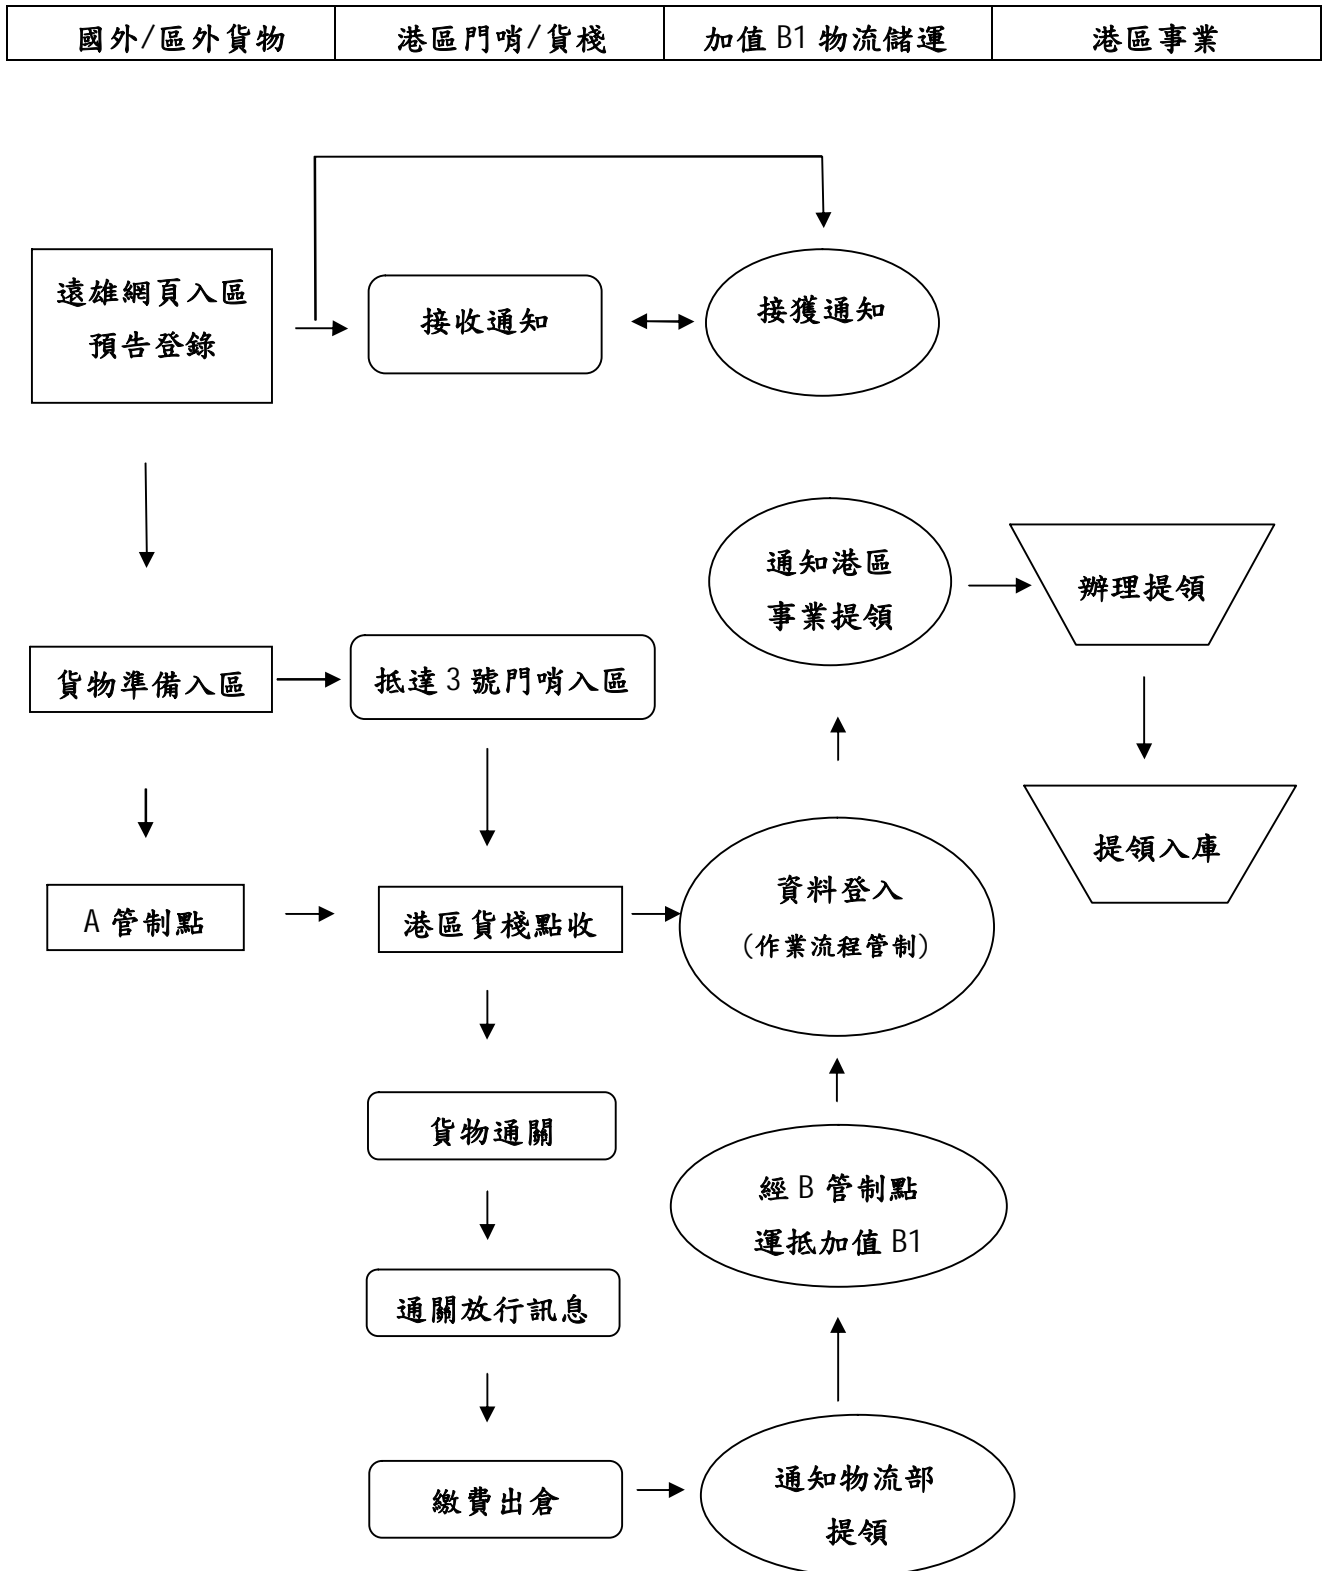 國外/區外貨物
港區門哨/貨棧
加值 B1 物流儲運
港區事業
遠雄網頁入區
預告登錄
接收通知
接獲通知
通知港區
事業提領
辦理提領
貨物準備入區
抵達 3 號門哨入區
提領入庫
A 管制點
港區貨棧點收
資料登入
(作業流程管制)
貨物通關
經 B 管制點
運抵加值 B1
通關放行訊息
繳費出倉
通知物流部
提領